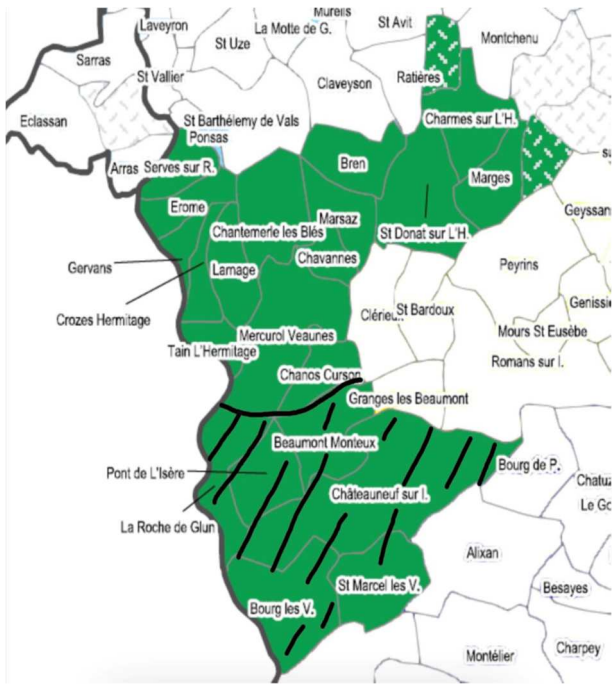 Mureils
Laveyron
La Motte de G.
St Avit
St Uze
Montchenu
Sarras
St Vallier
Ratières
Claveyson
Eclassan
St Barthélemy de Vals
Charmes sur L'H.
Ponsas
Bren
Arras
Serves sur R.
Marges
Erome
Marsaz
Geyssan
Chantemerle les Blés
St Donat sur L'H.
Chavannes
Peyrins
Gervans
Larnage
Genissie
Clérieu
St Bardoux
Crozes Hermitage
Mours St Eusèbe
Mercurol Veaunes
Tain L'Hermitage
Romans sur I.
Chanos Curson
Granges les Beaumont
Beaumont Monteux
Bourg de P.
Pont de L'Isère
Chatuz
Châteauneuf sur I.
Le Go
La Roche de Glun
Alixan
St Marcel les V.
Besayes
Bourg les V.
Montélier
Charpey